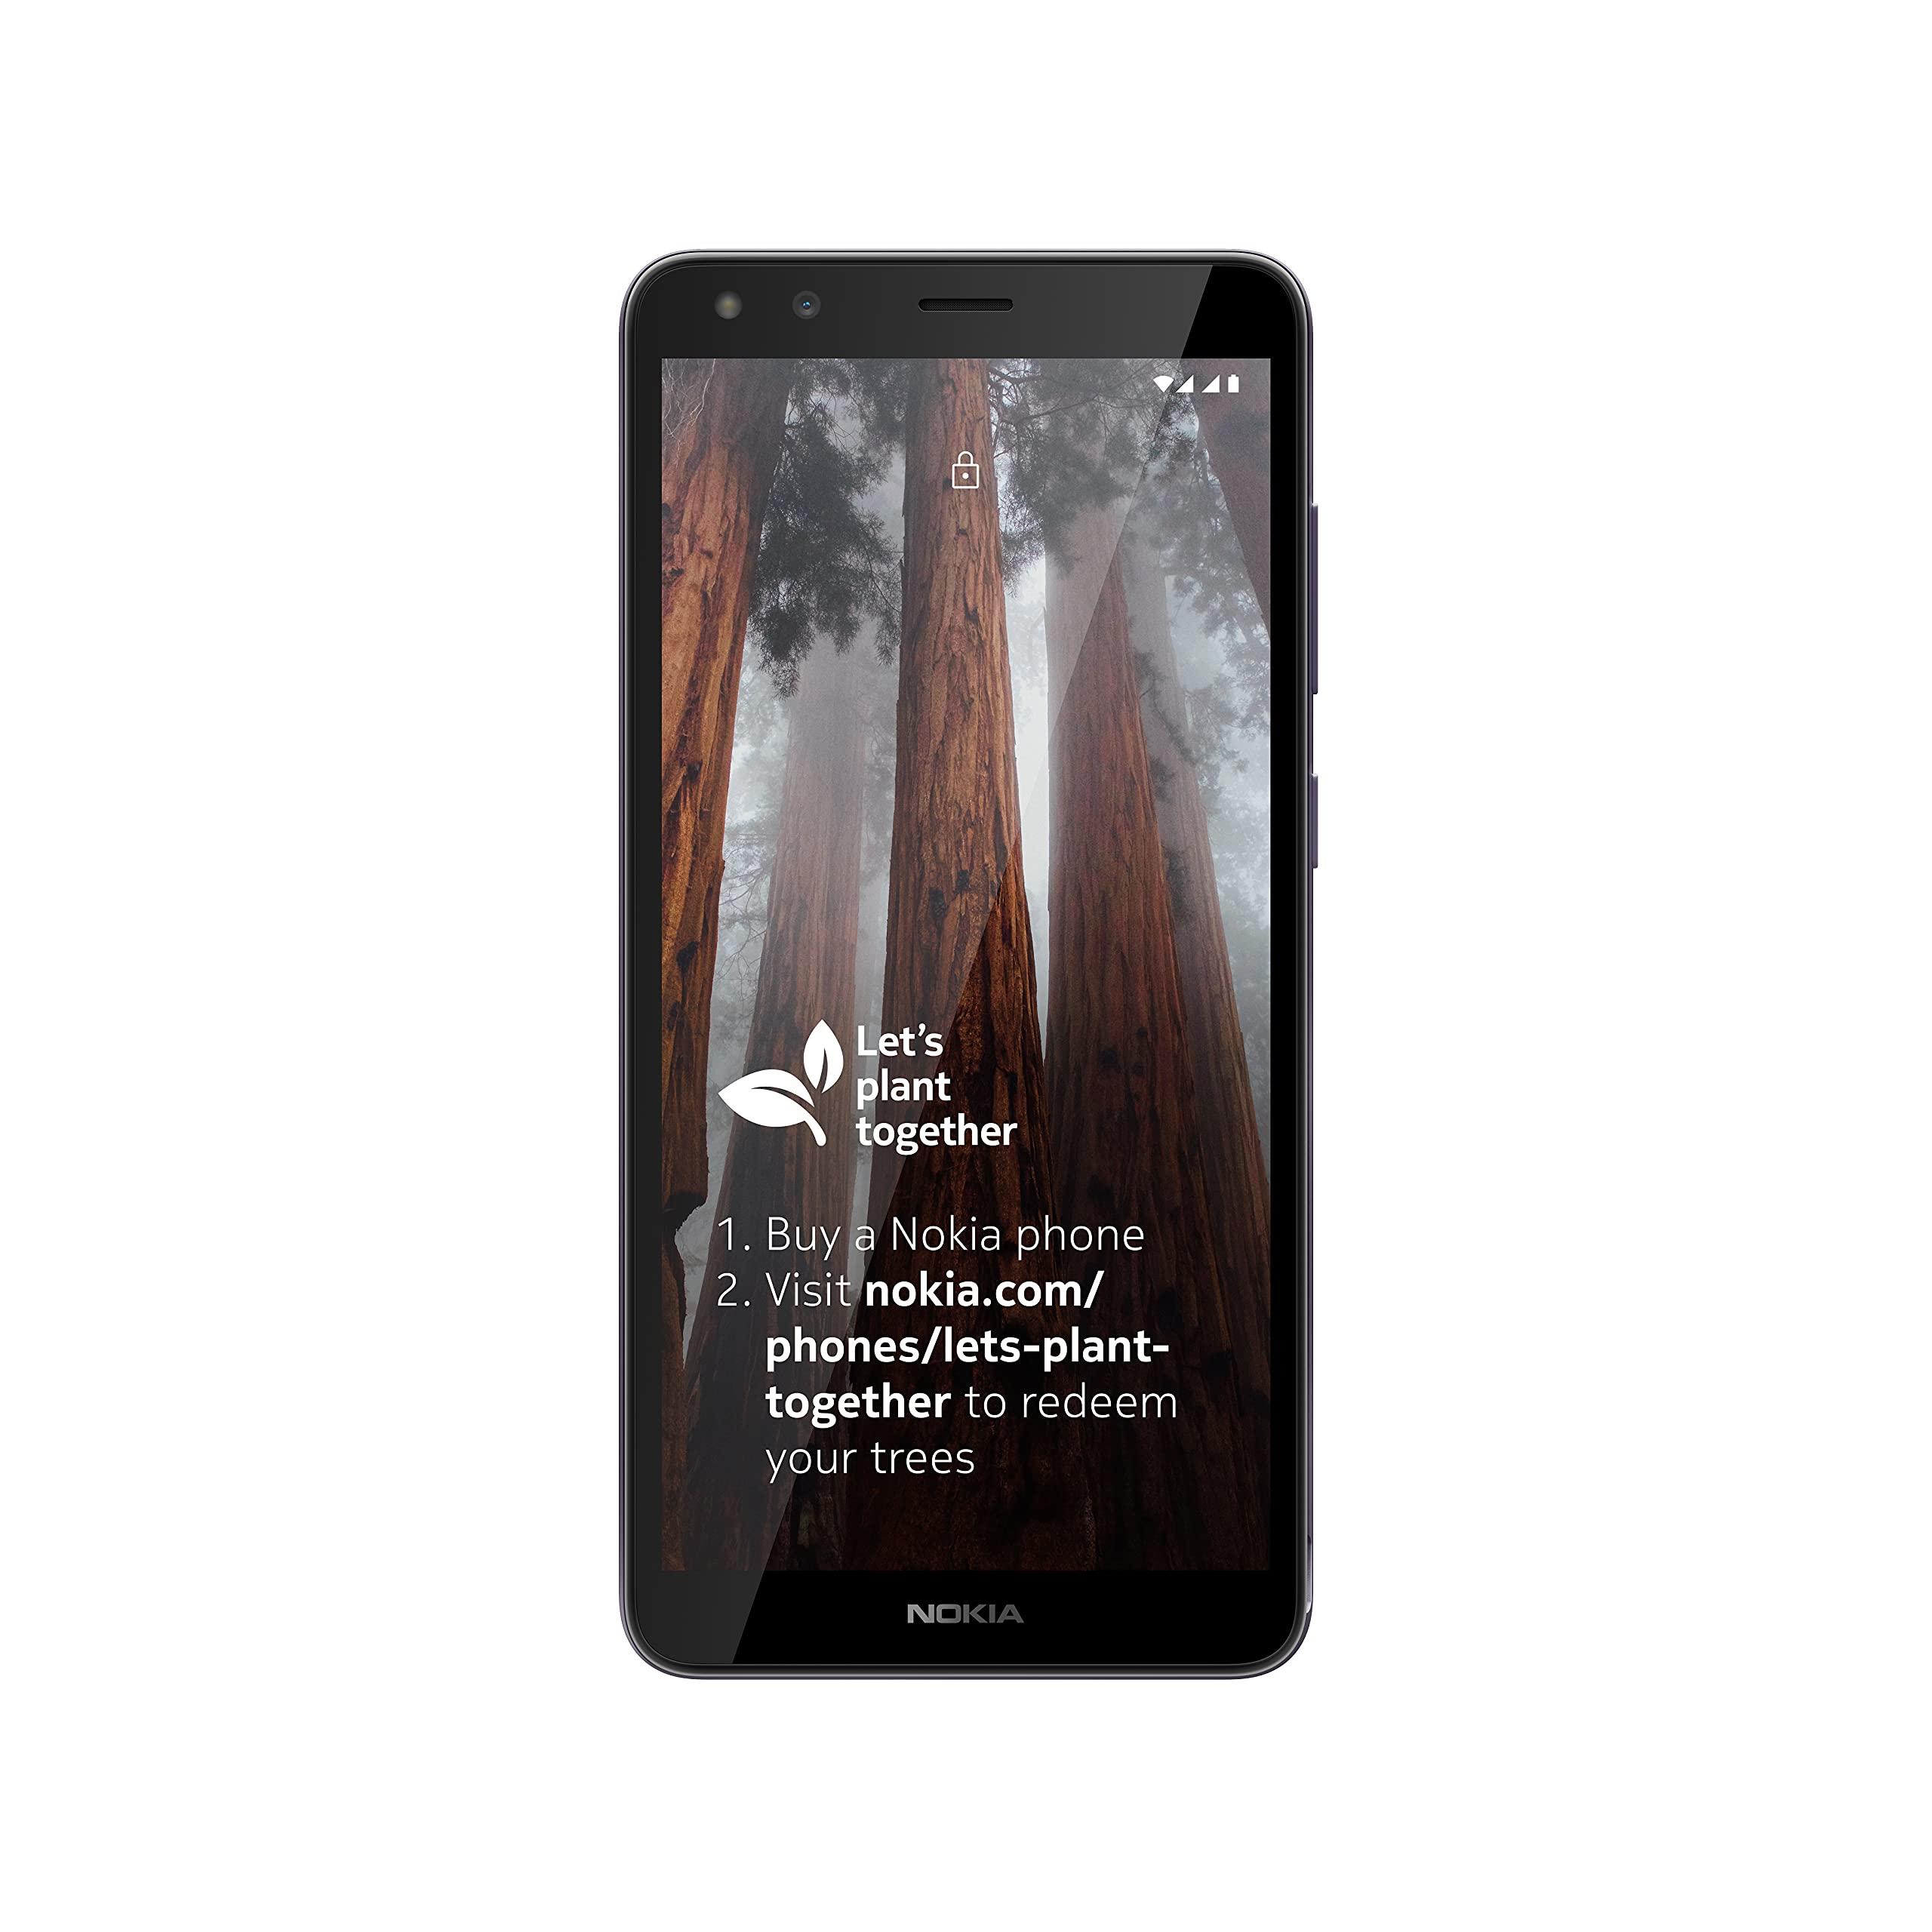 Let's
plant
together
1. Buy a Nokia phone
2. Visit nokia.com/
phones/lets-plant-
together to redeem
your trees
NOKIA